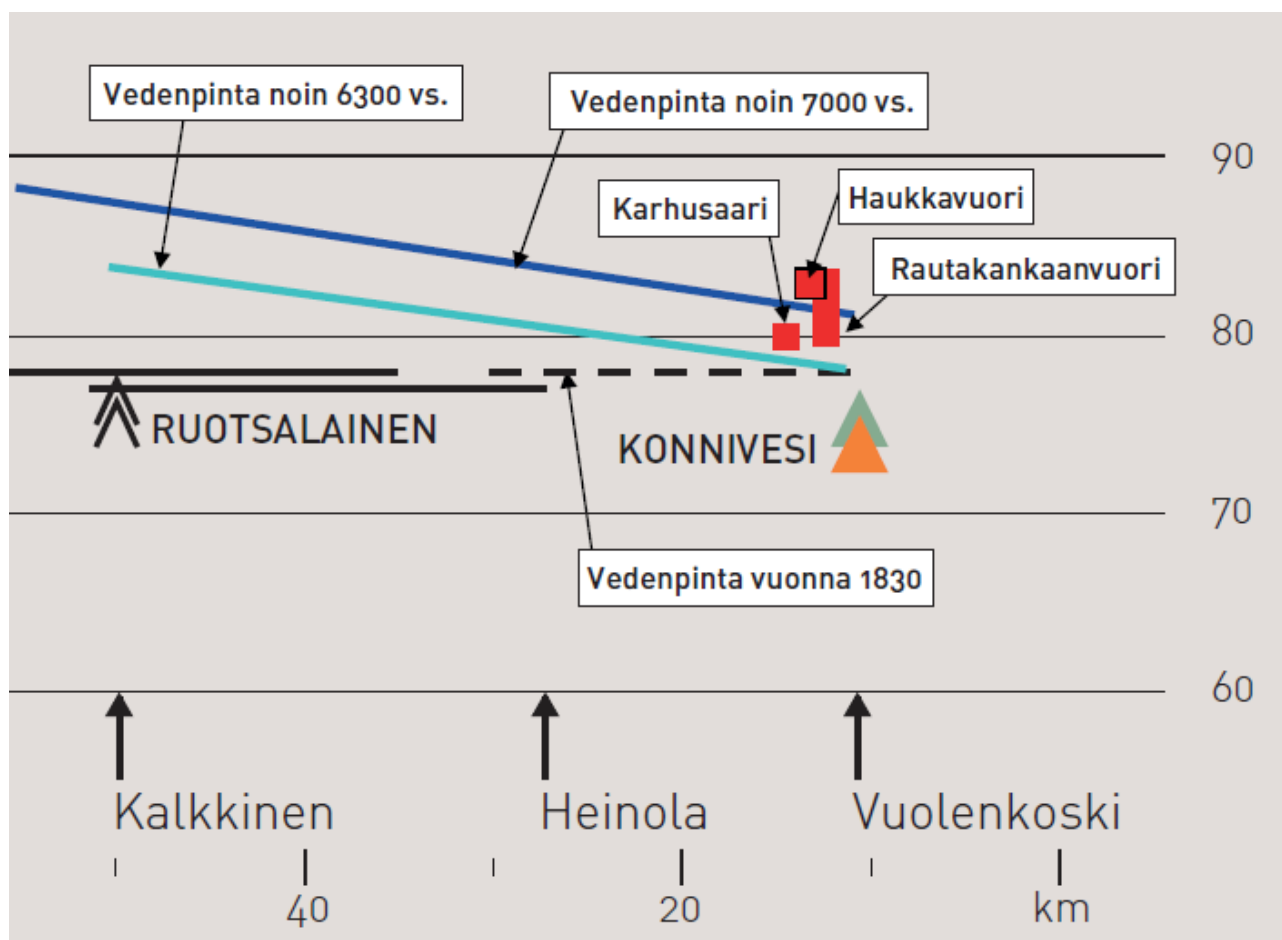 Vedenpinta noin 6300 vs.
Vedenpinta noin 7000 vs.
90
Karhusaari
Haukkavuori
Rautakankaanvuori
80
RUOTSALAINEN
KONNIVESI
70
Vedenpinta vuonna 1830
60
Kalkkinen
Heinola
Vuolenkoski
40
20
km